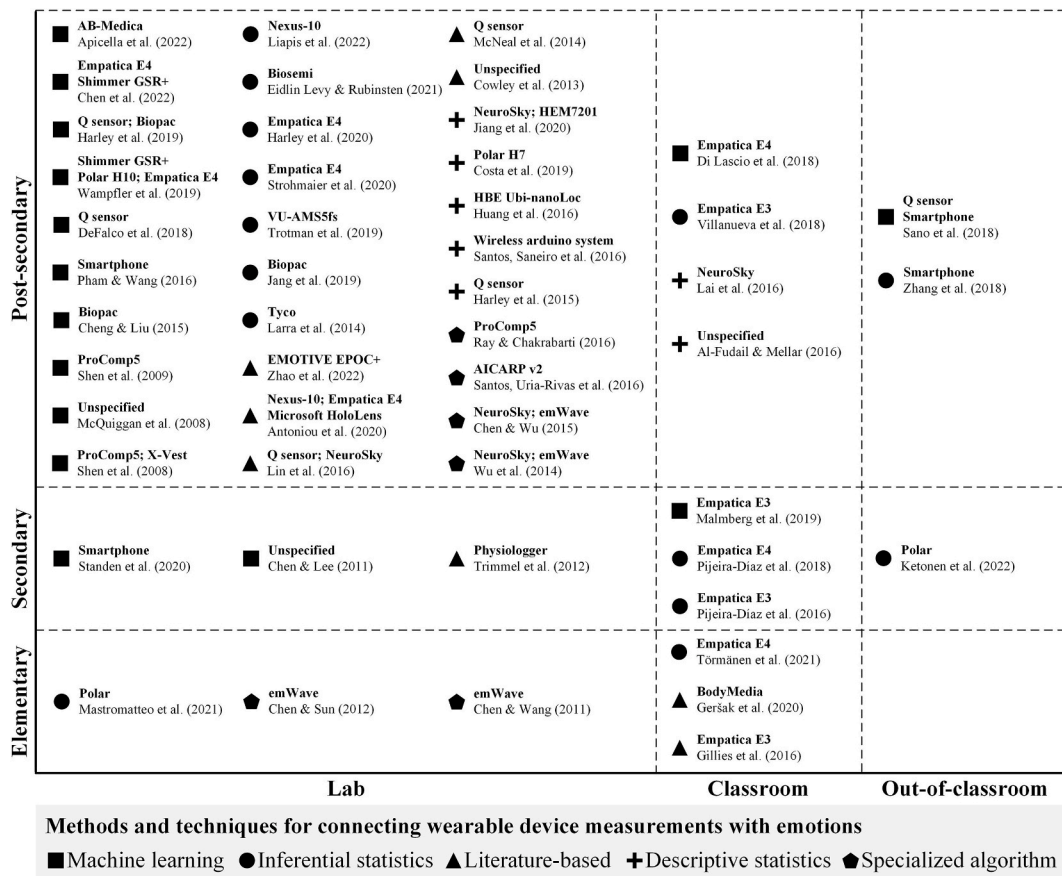 Post-secondary
AB-Medica
Apicella et al. (2022)
Empatica E4
Shimmer GSR+
Chen et al. (2022)
Q sensor; Biopac
Harley et al. (2019)
Shimmer GSR+
Polar H10; Empatica E4
Wampfler et al. (2019)
Q sensor
DeFalco et al. (2018)
Smartphone
Pham & Wang (2016)
Biopac
Cheng & Liu (2015)
ProComp5
Shen et al. (2009)
Unspecified
McQuiggan et al. (2008)
ProComp5; X-Vest
Shen et al. (2008)
Nexus-10
Liapis et al. (2022)
Biosemi
Eidlin Levy & Rubinsten (2021)
Empatica E4
Harley et al. (2020)
Empatica E4
Strohmaier et al. (2020)
VU-AMS5fs
Trotman et al. (2019)
Biopac
Jang et al. (2019)
Tyco
Larra et al. (2014)
EMOTIVE EPOC+
Zhao et al. (2022)
Nexus-10; Empatica E4
Microsoft HoloLens
Antoniou et al. (2020)
Q sensor; NeuroSky
Lin et al. (2016)
Q sensor
McNeal et al. (2014)
Unspecified
Cowley et al. (2013)
NeuroSky; HEM7201
Jiang et al. (2020)
Polar H7
Costa et al. (2019)
HBE Ubi-nanoLoc
Huang et al. (2016)
Wireless arduino system
Santos, Saneiro et al. (2016)
Q sensor
Harley et al. (2015)
ProComp5
Ray & Chakrabarti (2016)
AICARP v2
Santos, Uria-Rivas et al. (2016)
NeuroSky; emWave
Chen & Wu (2015)
NeuroSky; emWave
Wu et al. (2014)
Empatica E4
Di Lascio et al. (2018)
Empatica E3
Villanueva et al. (2018)
NeuroSky
Lai et al. (2016)
Unspecified
Al-Fudail & Mellar (2016)
Q sensor
Smartphone
Sano et al. (2018)
Smartphone
Zhang et al. (2018)
Secondary
Smartphone
Standen et al. (2020)
Unspecified
Chen & Lee (2011)
Physiologger
Trimmel et al. (2012)
Empatica E3
Malmberg et al. (2019)
Empatica E4
Pijeira-Díaz et al. (2018)
Empatica E3
Pijeira-Díaz et al. (2016)
Polar
Ketonen et al. (2022)
Elementary
Polar
Mastromatteo et al. (2021)
emWave
Chen & Sun (2012)
emWave
Chen & Wang (2011)
Empatica E4
Törmänen et al. (2021)
BodyMedia
Geršak et al. (2020)
Empatica E3
Gillies et al. (2016)
Lab
Classroom
Out-of-classroom
Methods and techniques for connecting wearable device measurements with emotions
Machine learning Inferential statistics Literature-based Descriptive statistics Specialized algorithm